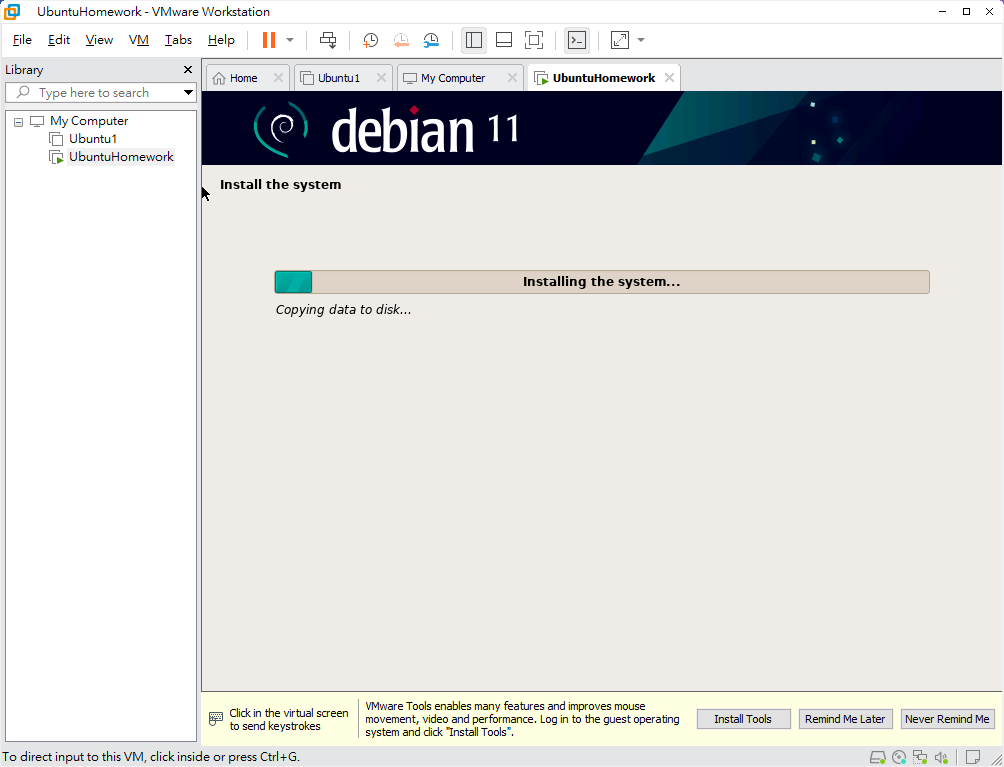 UbuntuHomework - VMware Workstation
File Edit View VM Tabs Help
Library
Type here to search
My Computer
Ubuntu1
UbuntuHomework
Home Ubuntu1 My Computer UbuntuHomework
debian 11
Install the system
Installing the system...
Copying data to disk...
Click in the virtual screen
to send keystrokes
VMware Tools enables many features and improves mouse
movement, video and performance. Log in to the guest operating
system and click "Install Tools".
Install Tools Remind Me Later Never Remind Me
To direct input to this VM, click inside or press Ctrl+G.